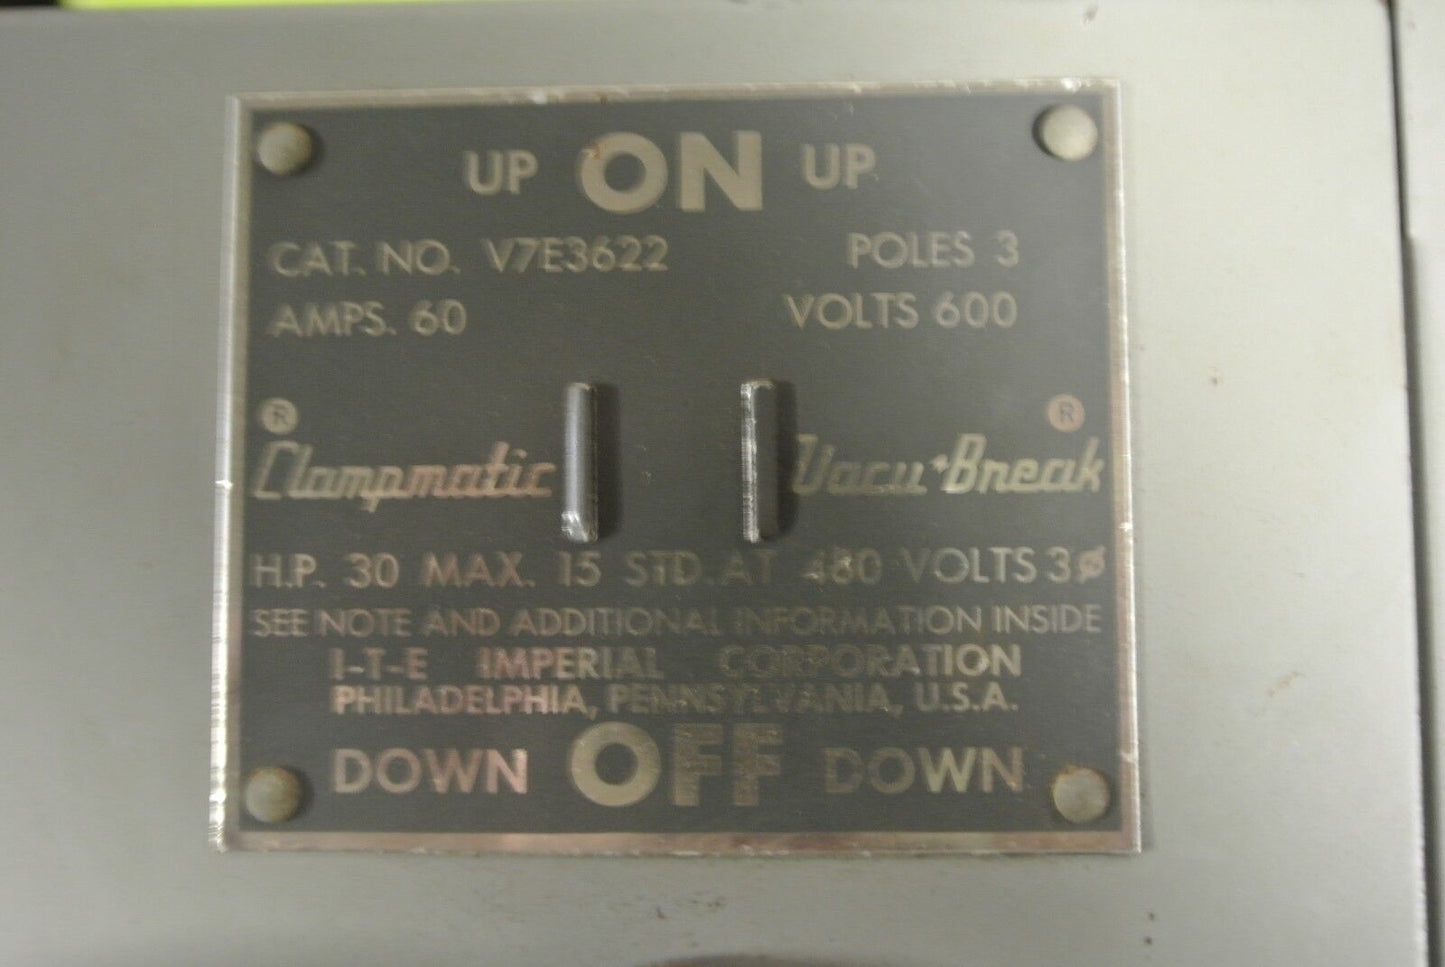 UP ON UP
CAT. NO. V7E3622 POLES 3
AMPS. 60 VOLTS 600
® ®
Clampmatic Vacu-Break
H.P. 30 MAX. 15 STD. AT 480 VOLTS 3ø
SEE NOTE AND ADDITIONAL INFORMATION INSIDE
I-T-E IMPERIAL CORPORATION
PHILADELPHIA, PENNSYLVANIA, U.S.A.
DOWN OFF DOWN